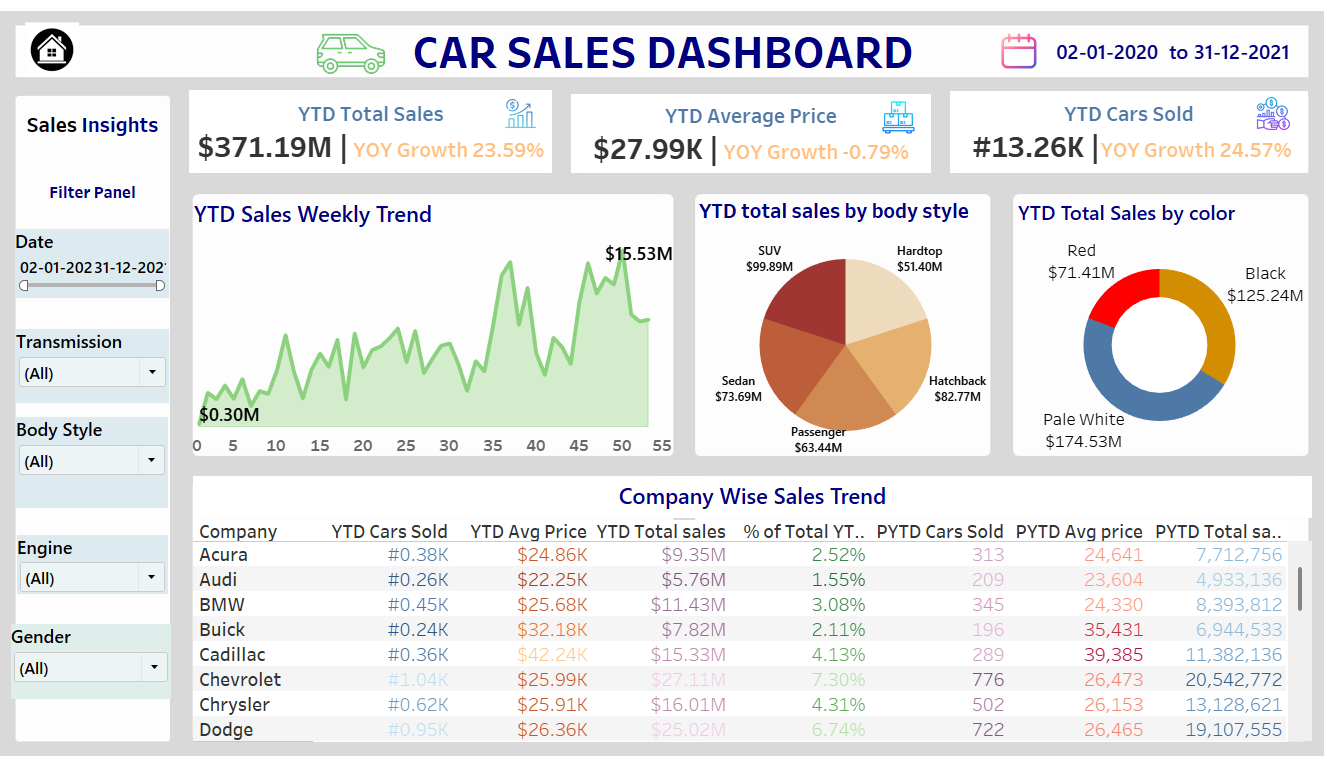 CAR SALES DASHBOARD
02-01-2020 to 31-12-2021
Sales Insights
Filter Panel
Date
02-01-202 31-12-202
Transmission
(All)
Body Style
(All)
Engine
(All)
Gender
(All)
YTD Total Sales
$371.19M | YOY Growth 23.59%
YTD Average Price
$27.99K | YOY Growth -0.79%
YTD Cars Sold
#13.26K | YOY Growth 24.57%
YTD Sales Weekly Trend
$15.53M
$0.30M
0 5 10 15 20 25 30 35 40 45 50 55
YTD total sales by body style
SUV
$99.89M
Hardtop
$51.40M
Sedan
$73.69M
Hatchback
$82.77M
Passenger
$63.44M
YTD Total Sales by color
Red
$71.41M
Black
$125.24M
Pale White
$174.53M
Company Wise Sales Trend
Company YTD Cars Sold YTD Avg Price YTD Total sales % of Total YT.. PYTD Cars Sold PYTD Avg price PYTD Total sa..
Acura #0.38K $24.86K $9.35M 2.52% 313 24,641 7,712,756
Audi #0.26K $22.25K $5.76M 1.55% 209 23,604 4,933,136
BMW #0.45K $25.68K $11.43M 3.08% 345 24,330 8,393,812
Buick #0.24K $32.18K $7.82M 2.11% 196 35,431 6,944,533
Cadillac #0.36K $42.24K $15.33M 4.13% 289 39,385 11,382,136
Chevrolet #1.04K $25.99K $27.11M 7.30% 776 26,473 20,542,772
Chrysler #0.62K $25.91K $16.01M 4.31% 502 26,153 13,128,621
Dodge #0.95K $26.36K $25.02M 6.74% 722 26,465 19,107,555